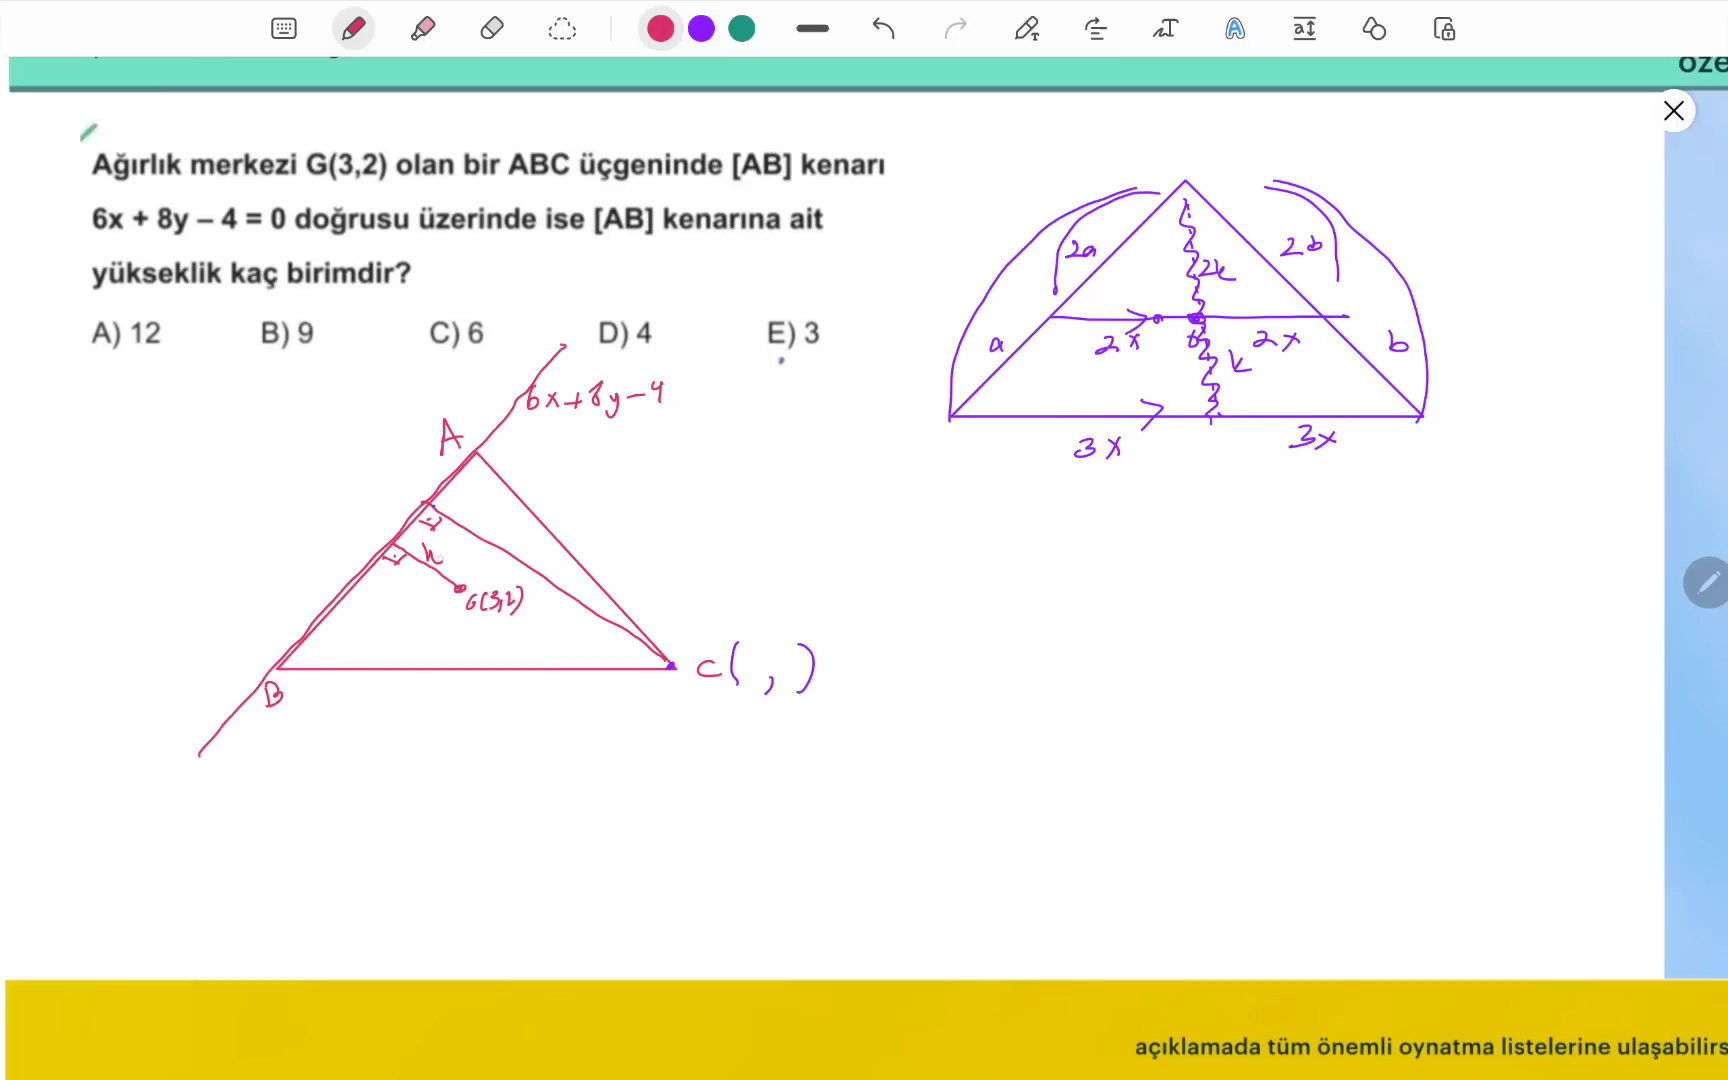 öze
Ağırlık merkezi G(3,2) olan bir ABC üçgeninde [AB] kenarı
6x + 8y – 4 = 0 doğrusu üzerinde ise [AB] kenarına ait
yükseklik kaç birimdir?
A) 12 B) 9 C) 6 D) 4 E) 3
6x+8y-4
A
h
G(3,2)
B
C( , )
2a 2k 2b
a 2x G 2x b
k
3x 3x
açıklamada tüm önemli oynatma listelerine ulaşabilirs